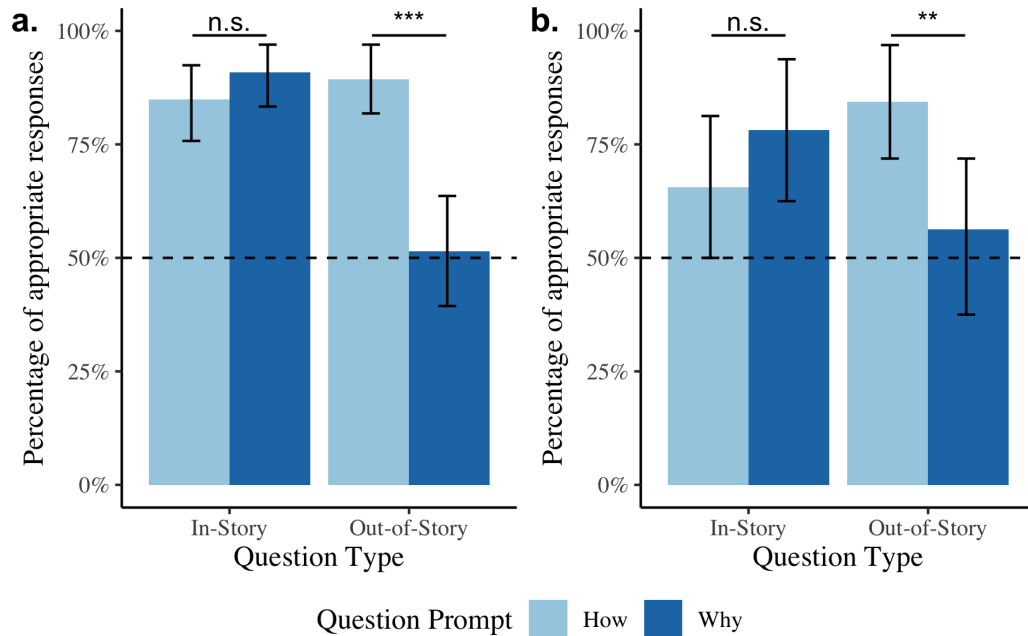 a.
Percentage of appropriate responses
100%
75%
50%
25%
0%
n.s.
***
In-Story
Out-of-Story
Question Type
b.
Percentage of appropriate responses
100%
75%
50%
25%
0%
n.s.
**
In-Story
Out-of-Story
Question Type
Question Prompt How Why